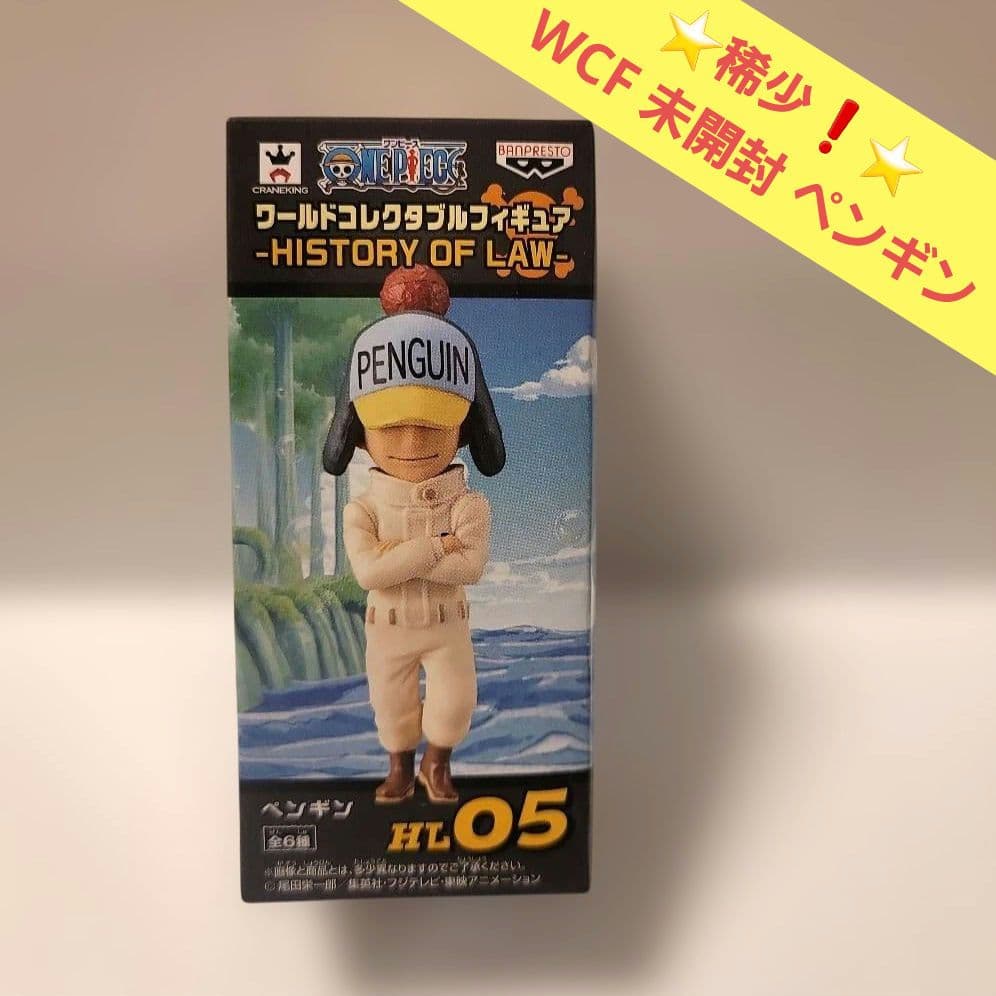 ⭐稀少❗⭐
WCF 未開封 ペンギン
CRANEKING
ワンピース
ONE PIECE
BANPRESTO
ワールドコレクタブルフィギュア
-HISTORY OF LAW-
PENGUIN
ペンギン
HL05
全6種
※画像と商品とは、多少異なりますのでご了承ください。
©尾田栄一郎/集英社・フジテレビ・東映アニメーション